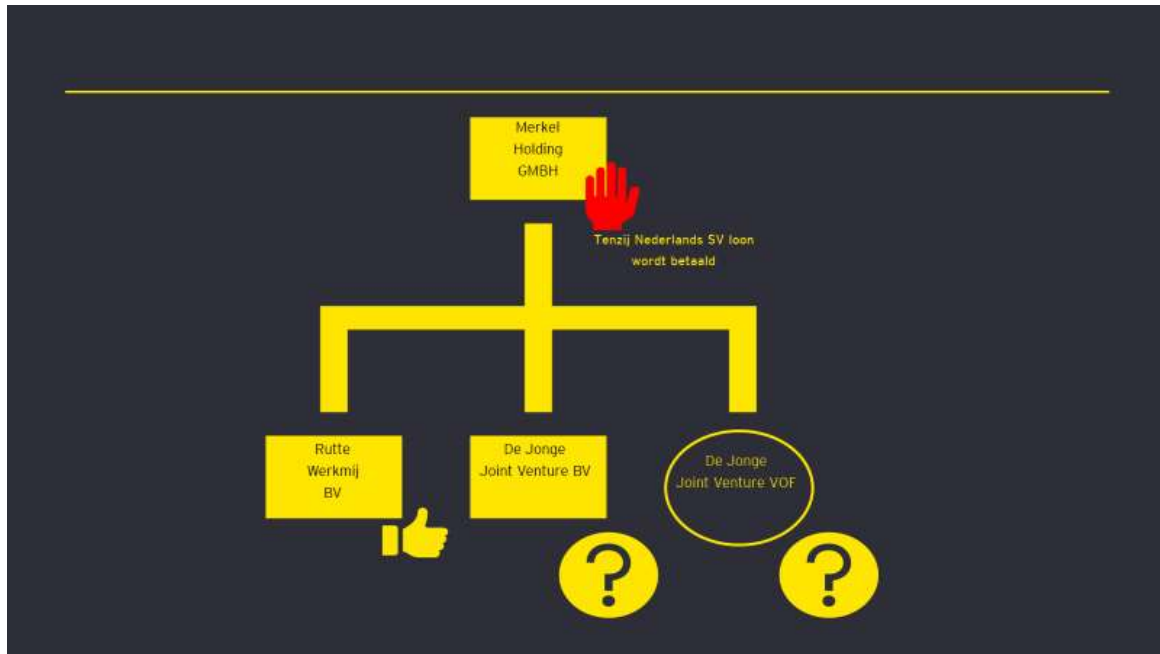 Merkel
Holding
GMBH
Tenzij Nederlands SV loon
wordt betaald
Rutte
Werkmij
BV
De Jonge
Joint Venture BV
De Jonge
Joint Venture VOF
?
?